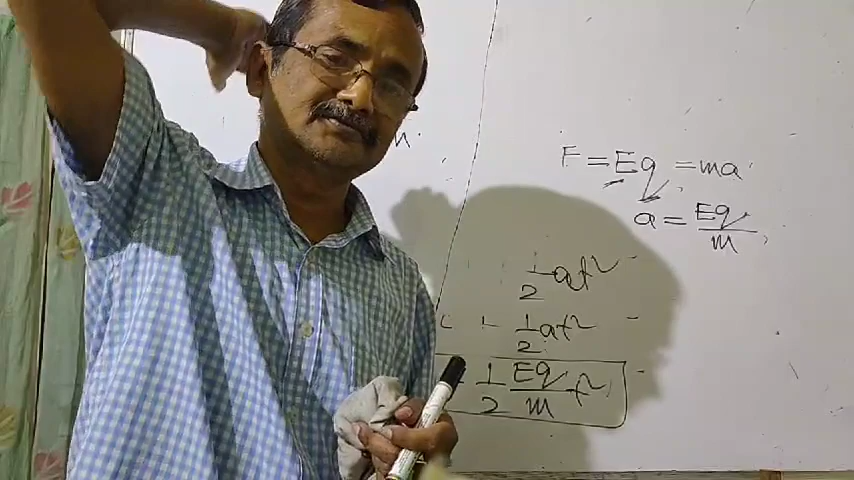 F = Eq = ma
a = Eq/m
1/2 at²
1/2 at²
1/2 Eq/m t²